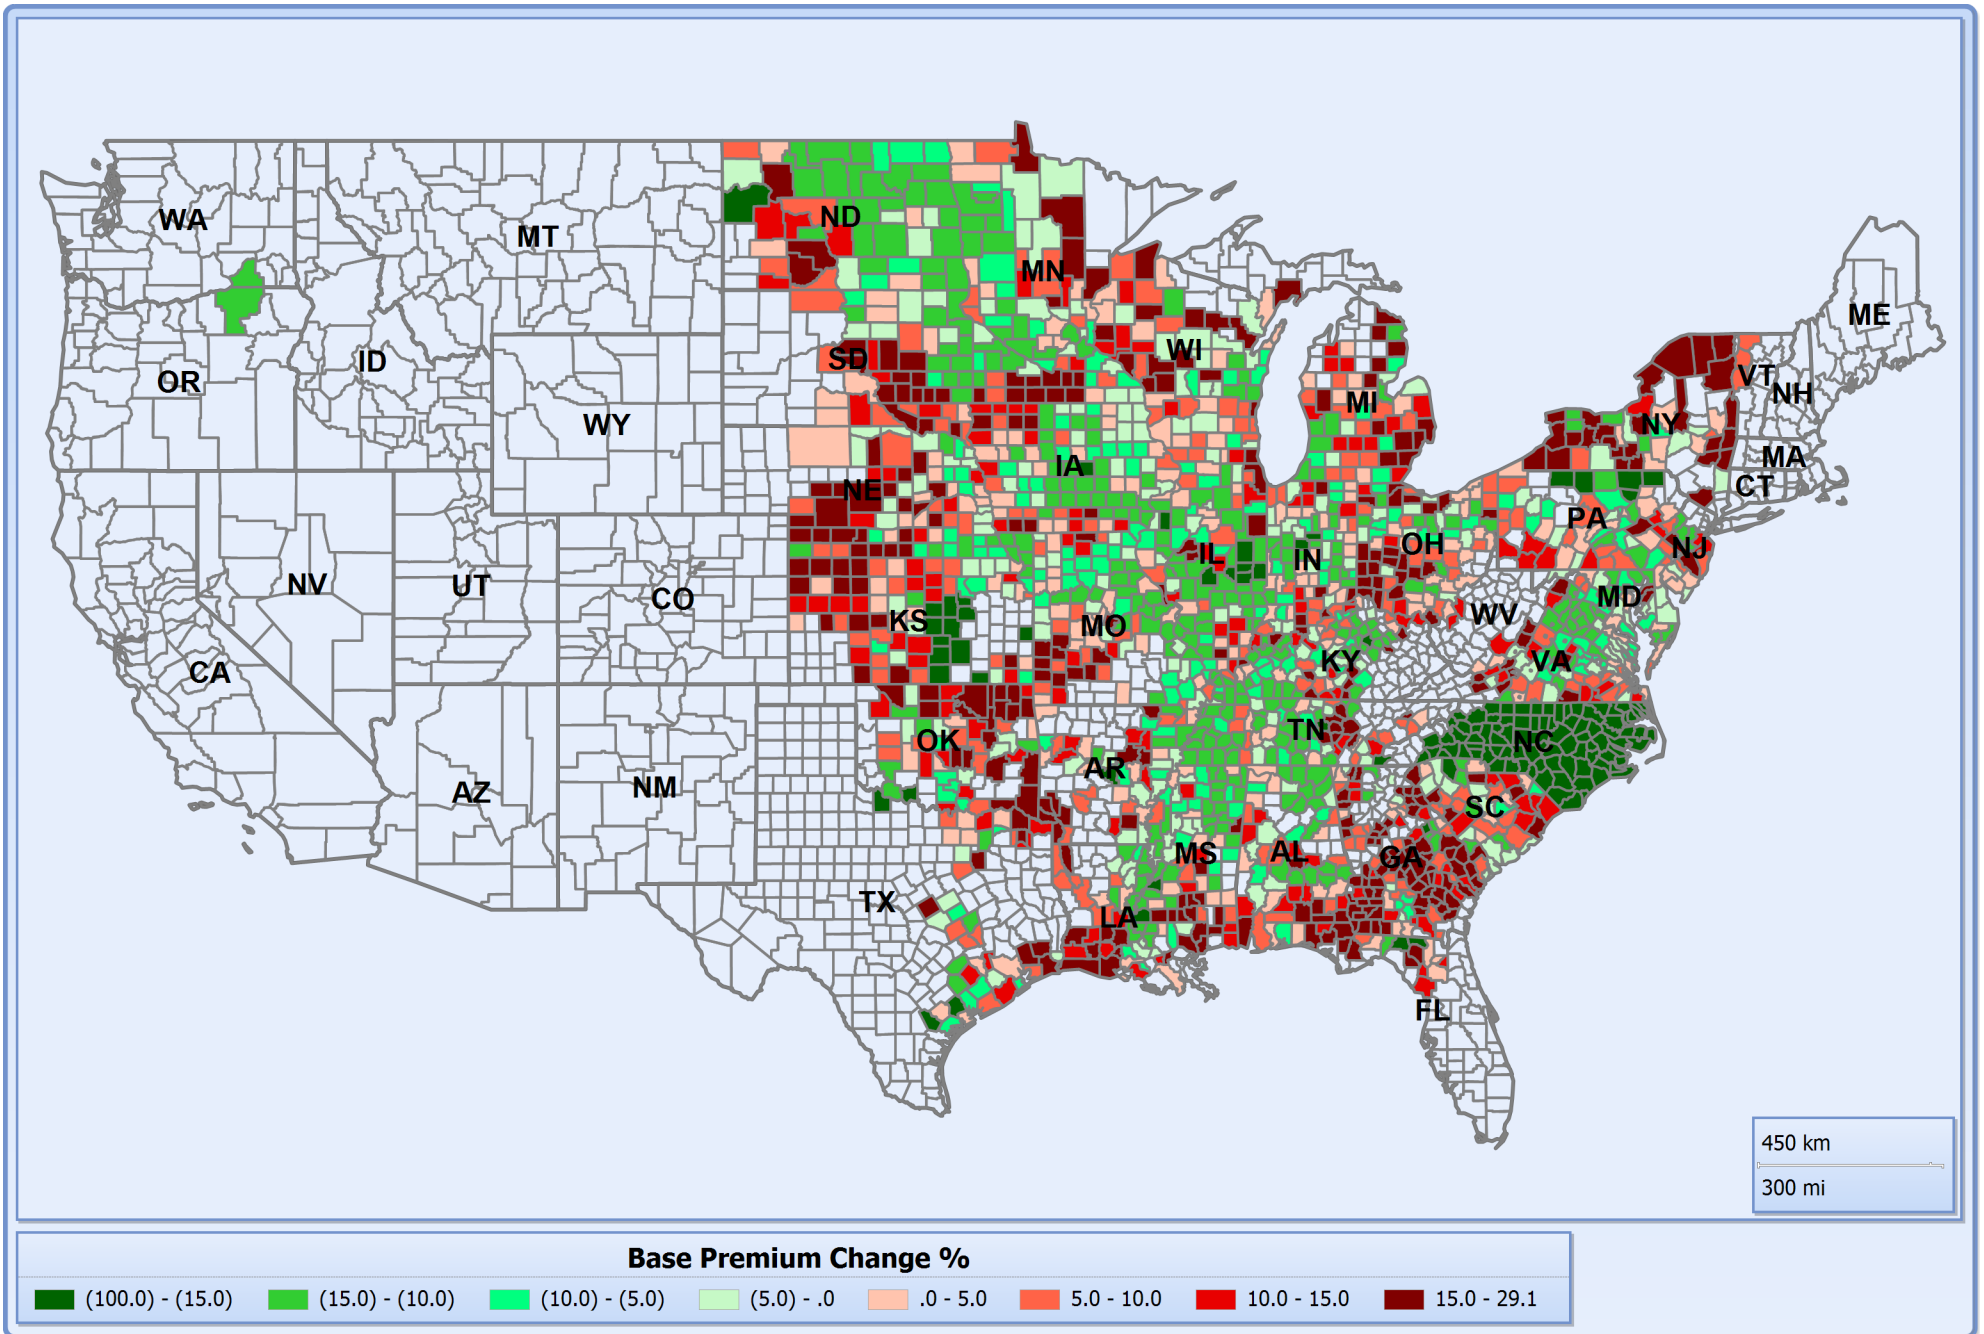 WA
MT
ND
MN
ME
OR
ID
SD
WI
VT
NH
WY
MI
NY
IA
MA
NE
CT
PA
NV
UT
CO
IL
IN
OH
NJ
KS
MO
WV
MD
CA
KY
VA
AZ
NM
OK
AR
TN
NC
SC
MS
AL
GA
TX
LA
FL
450 km
300 mi
Base Premium Change %
(100.0) - (15.0) (15.0) - (10.0) (10.0) - (5.0) (5.0) - .0 .0 - 5.0 5.0 - 10.0 10.0 - 15.0 15.0 - 29.1